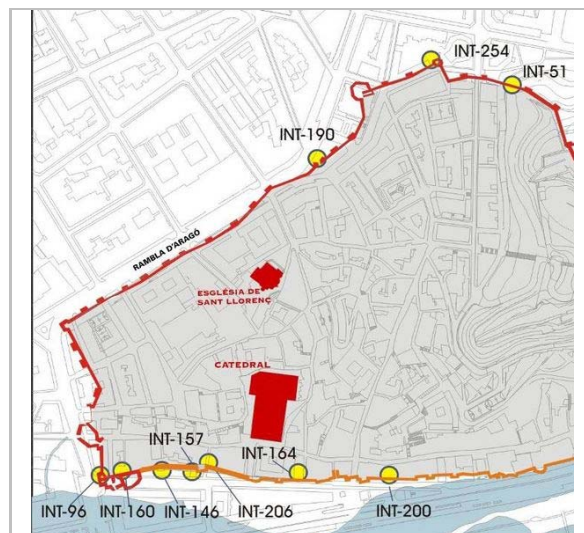 INT-254
INT-51
INT-190
RAMBLA D'ARAGÓ
ESGLÉSIA DE
SANT LLORENÇ
CATEDRAL
INT-157
INT-164
INT-96
INT-160
INT-146
INT-206
INT-200